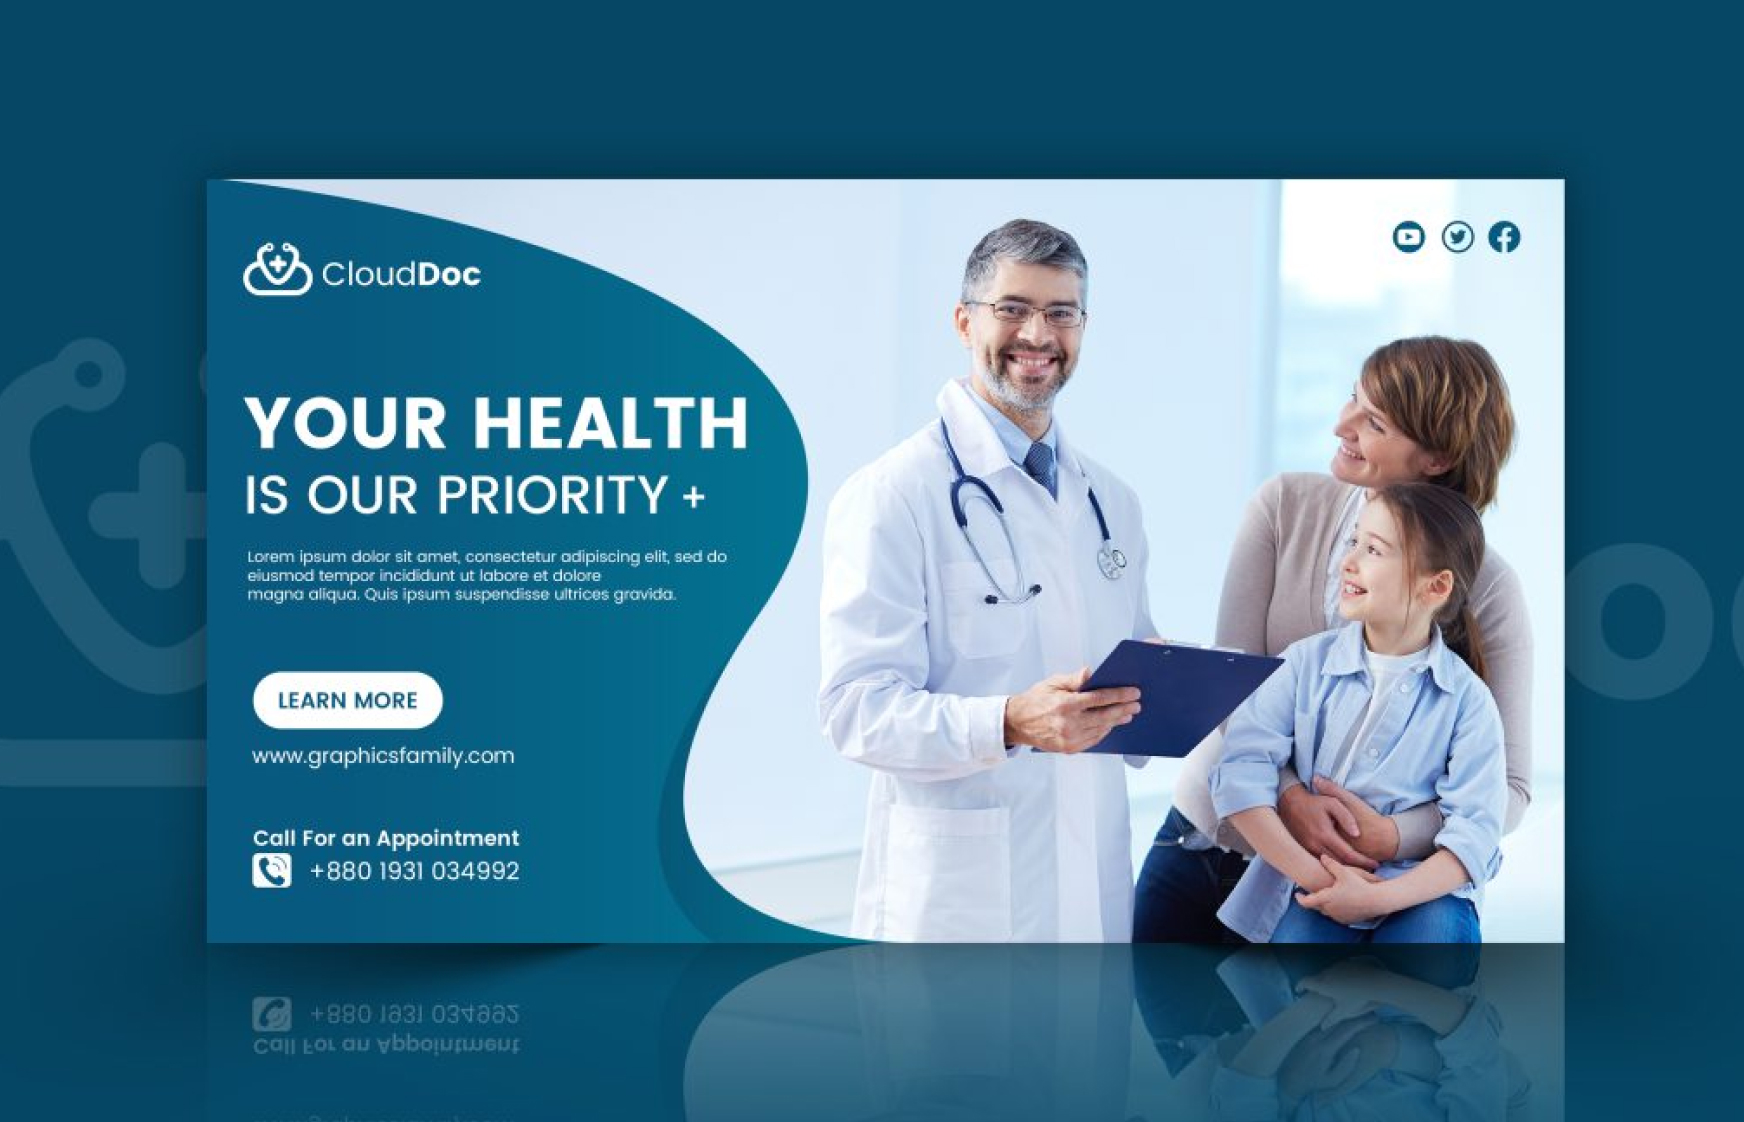 CloudDoc
YOUR HEALTH
IS OUR PRIORITY +
Lorem ipsum dolor sit amet, consectetur adipiscing elit, sed do
eiusmod tempor incididunt ut labore et dolore
magna aliqua. Quis ipsum suspendisse ultrices gravida.
LEARN MORE
www.graphicsfamily.com
Call For an Appointment
+880 1931 034992